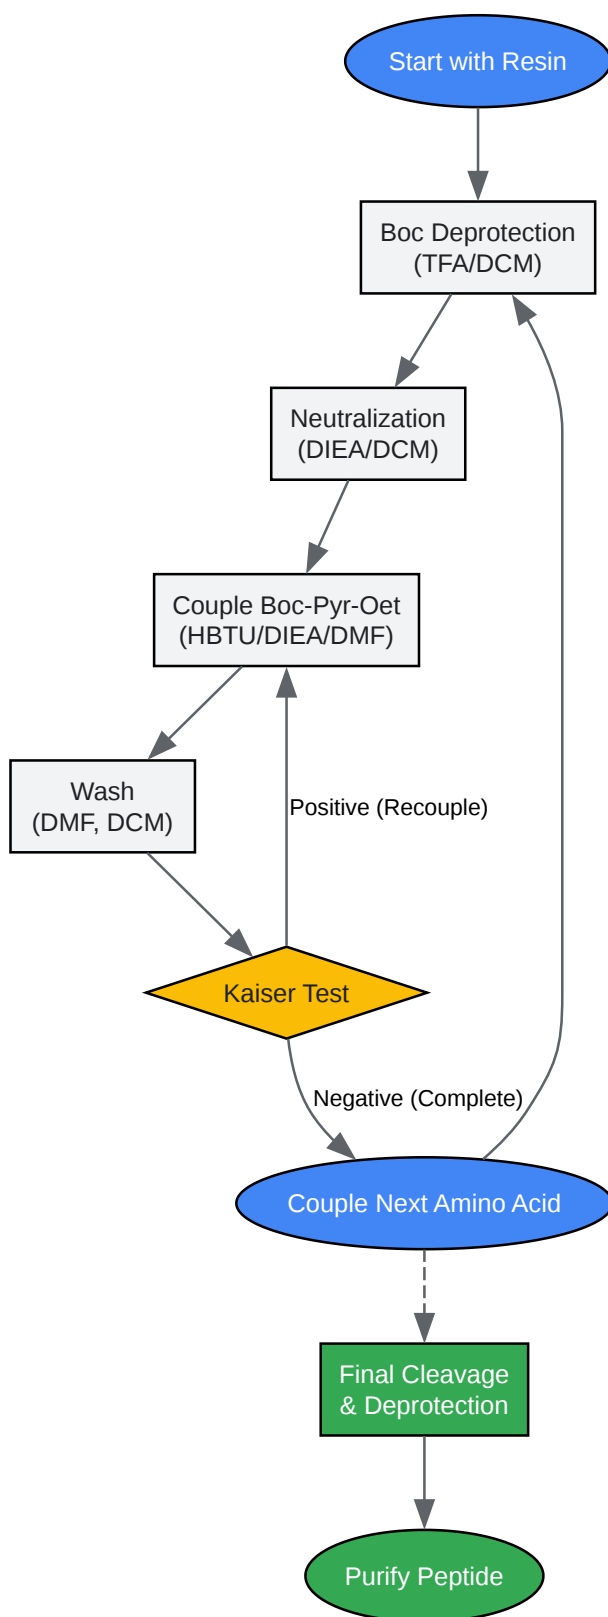 Start with Resin
Boc Deprotection
(TFA/DCM)
Neutralization
(DIEA/DCM)
Couple Boc-Pyr-Oet
(HBTU/DIEA/DMF)
Wash
(DMF, DCM)
Positive (Recouple)
Kaiser Test
Negative (Complete)
Couple Next Amino Acid
Final Cleavage
& Deprotection
Purify Peptide